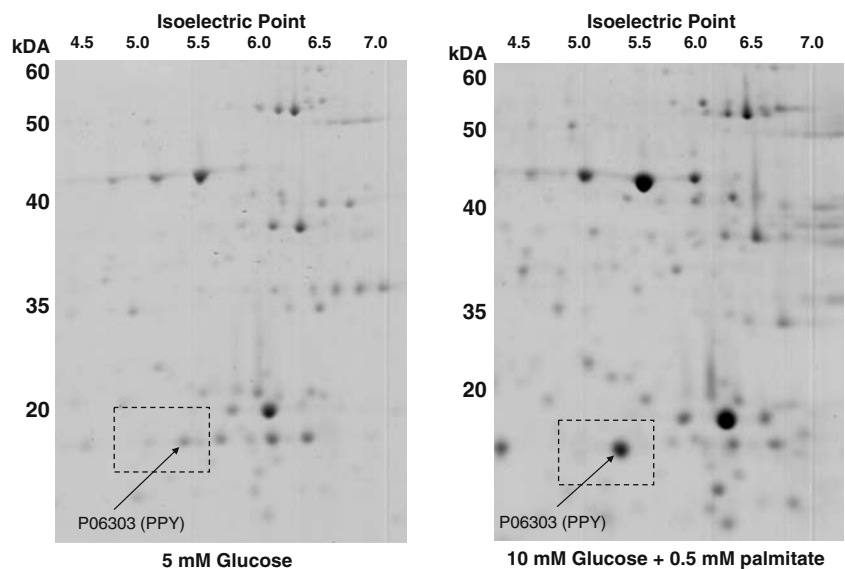 Isoelectric Point
kDA 4.5 5.0 5.5 6.0 6.5 7.0
60
50
40
35
20
P06303 (PPY)
5 mM Glucose
Isoelectric Point
kDA 4.5 5.0 5.5 6.0 6.5 7.0
60
50
40
35
20
P06303 (PPY)
10 mM Glucose + 0.5 mM palmitate